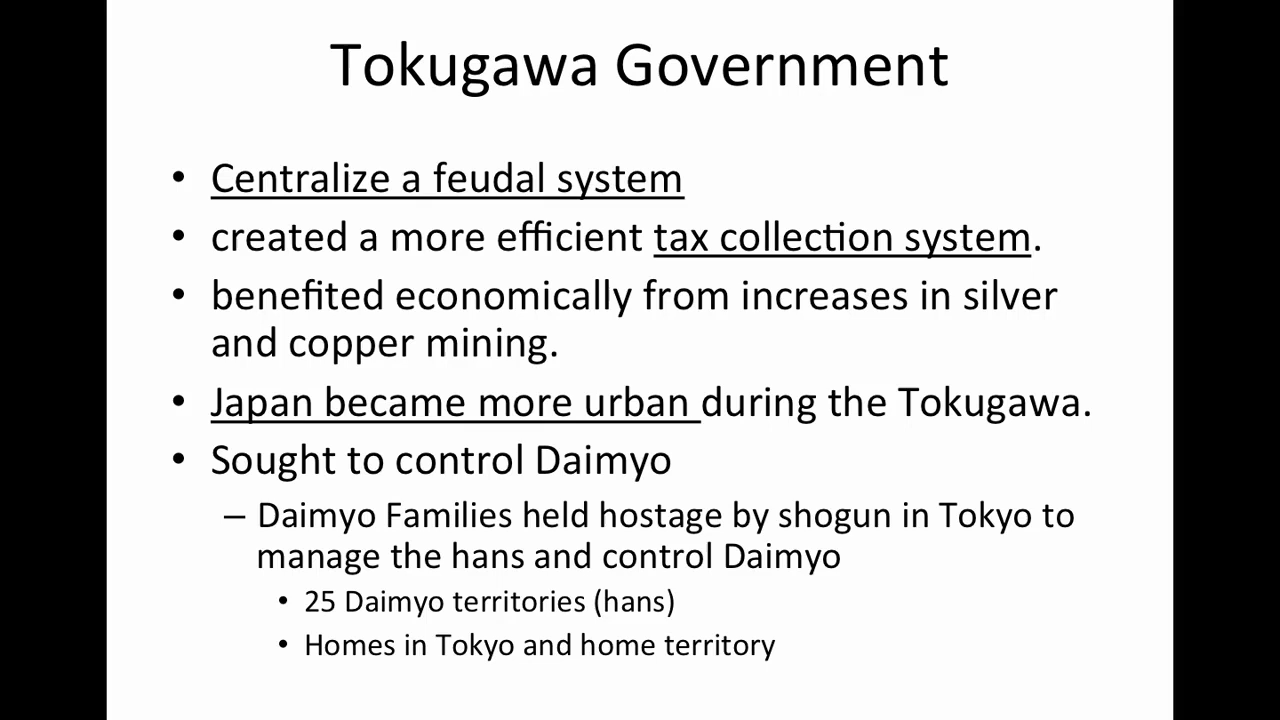 Tokugawa Government
• Centralize a feudal system
• created a more efficient tax collection system.
• benefited economically from increases in silver
and copper mining.
• Japan became more urban during the Tokugawa.
• Sought to control Daimyo
– Daimyo Families held hostage by shogun in Tokyo to
manage the hans and control Daimyo
• 25 Daimyo territories (hans)
• Homes in Tokyo and home territory